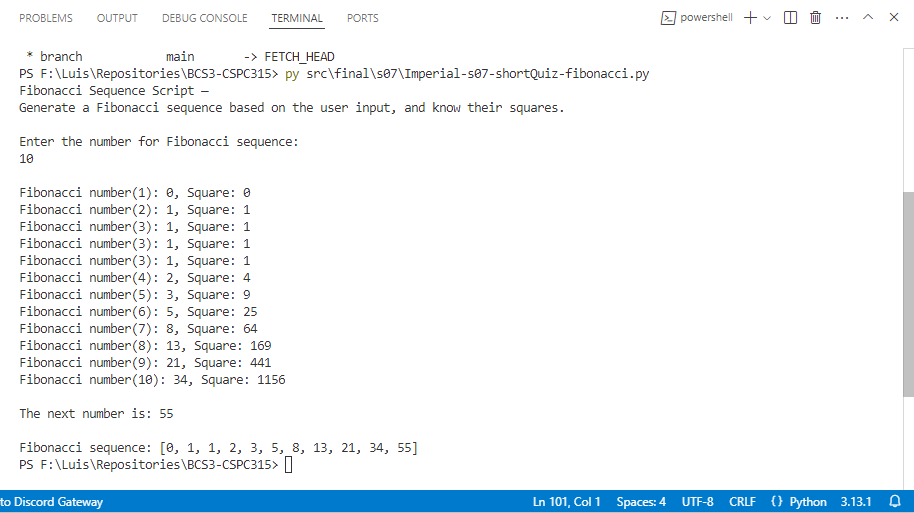 PROBLEMS OUTPUT DEBUG CONSOLE TERMINAL PORTS powershell
* branch main -> FETCH_HEAD
PS F:\Luis\Repositories\BCS3-CSPC315> py src\final\s07\Imperial-s07-shortQuiz-fibonacci.py
Fibonacci Sequence Script —
Generate a Fibonacci sequence based on the user input, and know their squares.
Enter the number for Fibonacci sequence:
10
Fibonacci number(1): 0, Square: 0
Fibonacci number(2): 1, Square: 1
Fibonacci number(3): 1, Square: 1
Fibonacci number(3): 1, Square: 1
Fibonacci number(3): 1, Square: 1
Fibonacci number(4): 2, Square: 4
Fibonacci number(5): 3, Square: 9
Fibonacci number(6): 5, Square: 25
Fibonacci number(7): 8, Square: 64
Fibonacci number(8): 13, Square: 169
Fibonacci number(9): 21, Square: 441
Fibonacci number(10): 34, Square: 1156
The next number is: 55
Fibonacci sequence: [0, 1, 1, 2, 3, 5, 8, 13, 21, 34, 55]
PS F:\Luis\Repositories\BCS3-CSPC315>
to Discord Gateway Ln 101, Col 1 Spaces: 4 UTF-8 CRLF {} Python 3.13.1